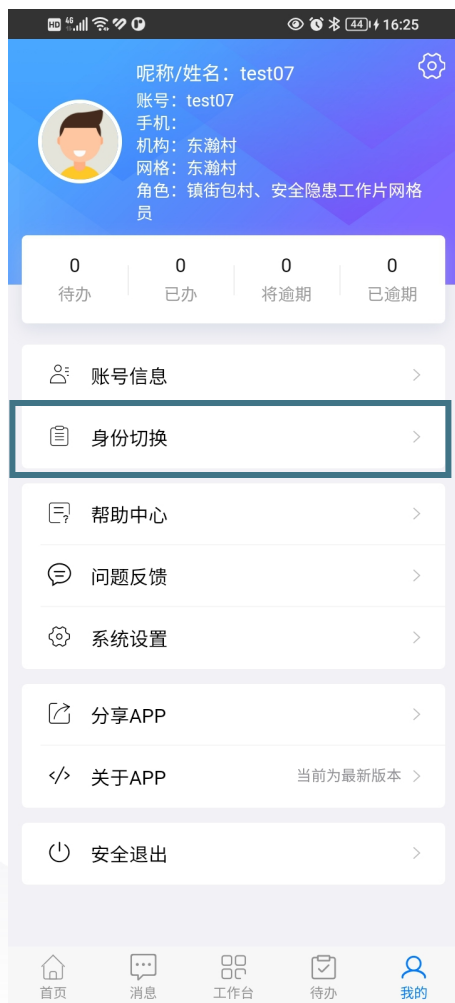 HD 46 44 16:25
呢称/姓名：test07
账号：test07
手机：
机构：东瀚村
网格：东瀚村
角色：镇街包村、安全隐患工作片网格
员
0 0 0 0
待办 已办 将逾期 已逾期
账号信息
身份切换
帮助中心
问题反馈
系统设置
分享APP
关于APP 当前为最新版本
安全退出
首页 消息 工作台 待办 我的